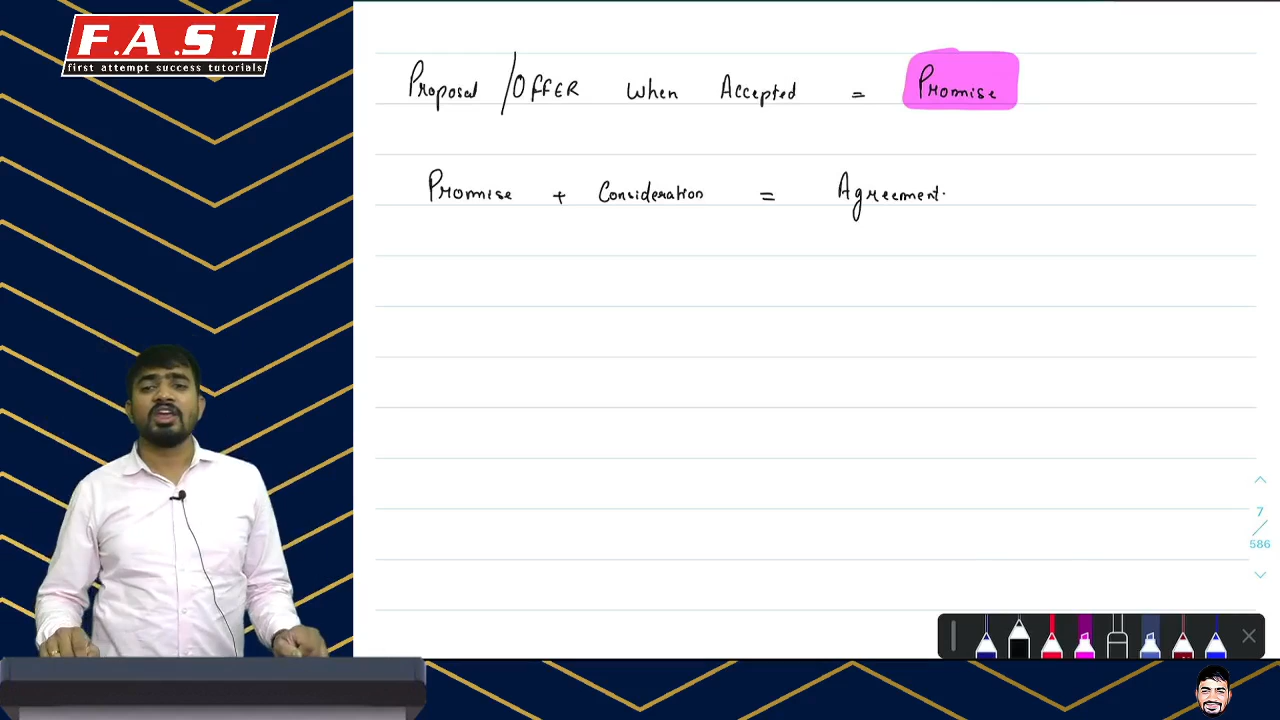 F.A.S.T
first attempt success tutorials
Proposal /OFFER When Accepted = Promise
Promise + Consideration = Agreement.
7
586